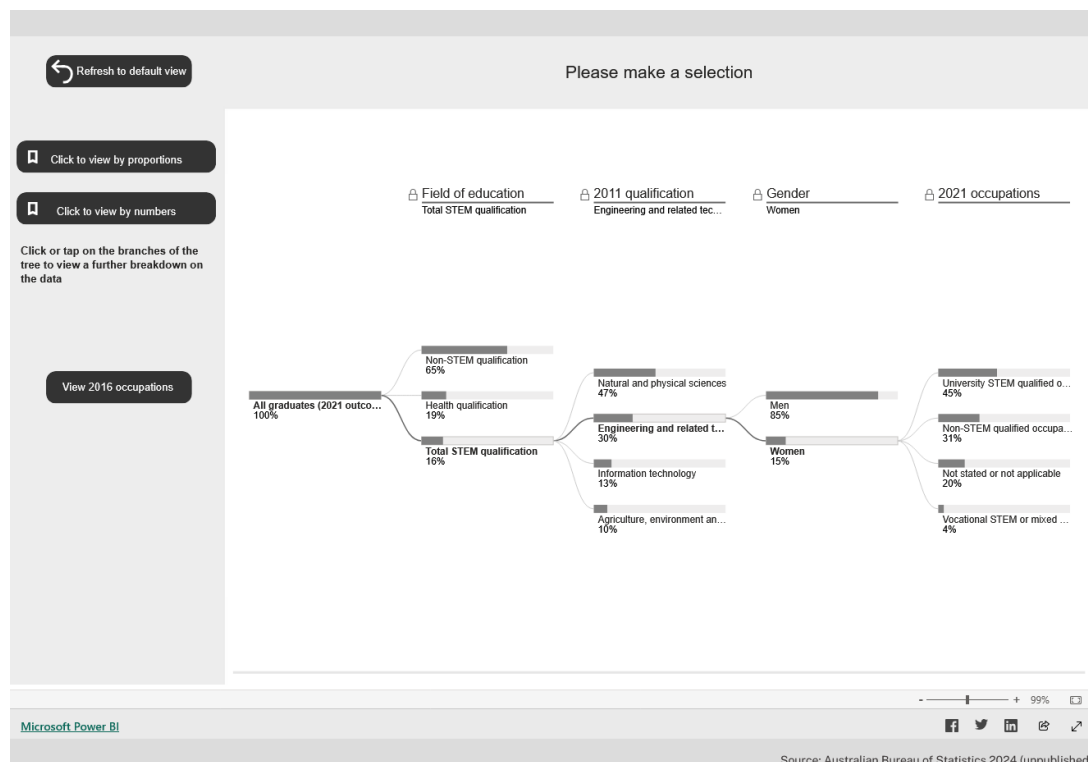 Refresh to default view
Please make a selection
Click to view by proportions
Click to view by numbers
Click or tap on the branches of the
tree to view a further breakdown on
the data
View 2016 occupations
Field of education
Total STEM qualification
2011 qualification
Engineering and related tec...
Gender
Women
2021 occupations
All graduates (2021 outco...
100%
Non-STEM qualification
65%
Health qualification
19%
Total STEM qualification
16%
Natural and physical sciences
47%
Engineering and related t...
30%
Information technology
13%
Agriculture, environment an...
10%
Men
85%
Women
15%
University STEM qualified o...
45%
Non-STEM qualified occupa...
31%
Not stated or not applicable
20%
Vocational STEM or mixed ...
4%
- + 99%
Microsoft Power BI
Source: Australian Bureau of Statistics 2024 (unpublished